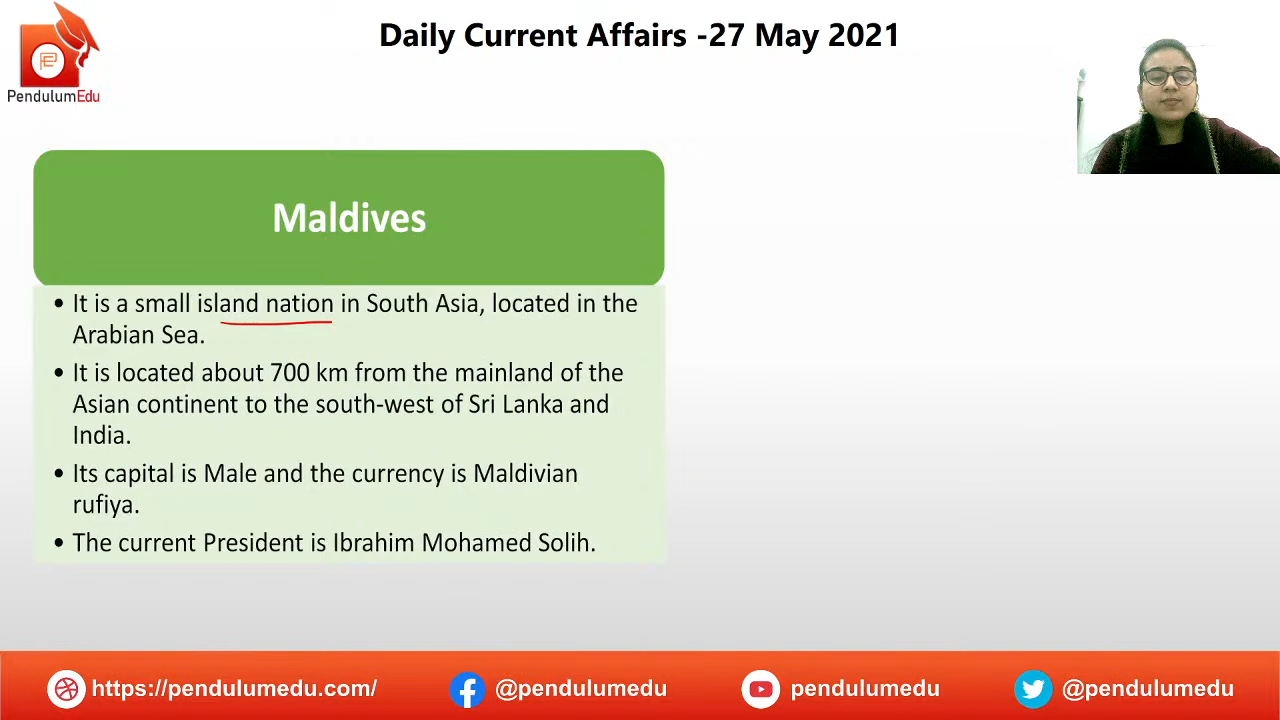 Daily Current Affairs -27 May 2021
PendulumEdu
Maldives
• It is a small island nation in South Asia, located in the
Arabian Sea.
• It is located about 700 km from the mainland of the
Asian continent to the south-west of Sri Lanka and
India.
• Its capital is Male and the currency is Maldivian
rufiya.
• The current President is Ibrahim Mohamed Solih.
https://pendulumedu.com/
@pendulumedu
pendulumedu
@pendulumedu